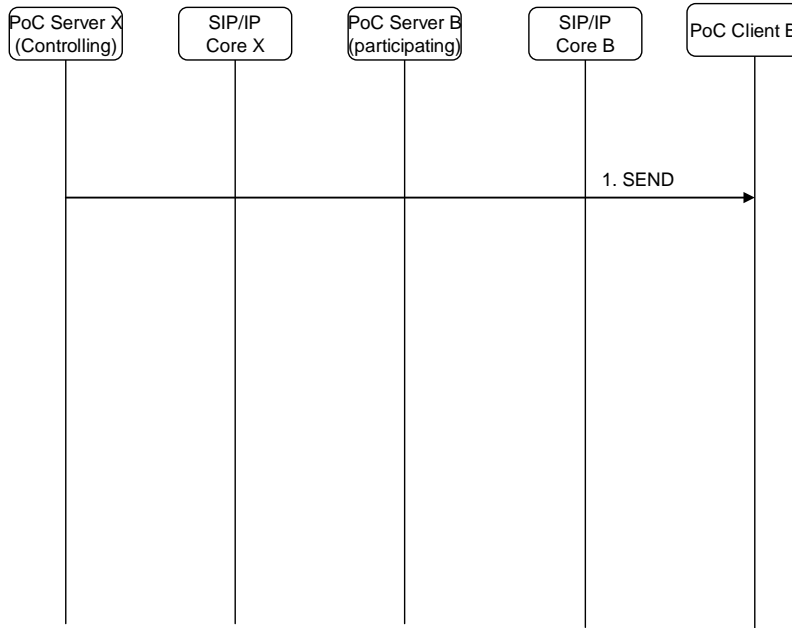 PoC Server X
(Controlling)
SIP/IP
Core X
PoC Server B
(participating)
SIP/IP
Core B
PoC Client B
1. SEND